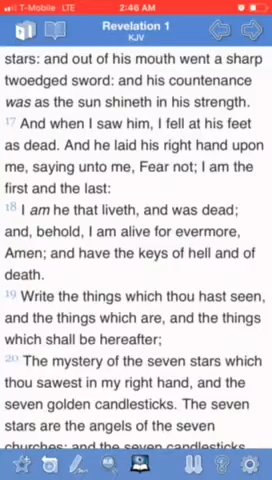 T-Mobile LTE 2:46 AM
Revelation 1
KJV
stars: and out of his mouth went a sharp
twoedged sword: and his countenance
was as the sun shineth in his strength.
17 And when I saw him, I fell at his feet
as dead. And he laid his right hand upon
me, saying unto me, Fear not; I am the
first and the last:
18 I am he that liveth, and was dead;
and, behold, I am alive for evermore,
Amen; and have the keys of hell and of
death.
19 Write the things which thou hast seen,
and the things which are, and the things
which shall be hereafter;
20 The mystery of the seven stars which
thou sawest in my right hand, and the
seven golden candlesticks. The seven
stars are the angels of the seven
churches: and the seven candlesticks